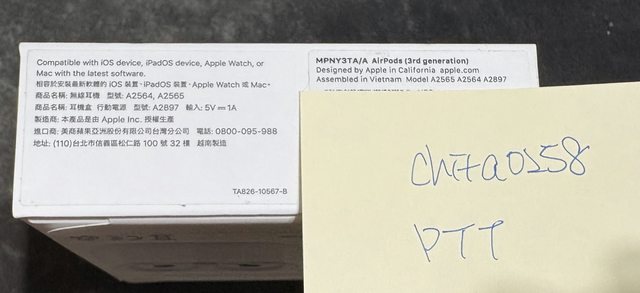 Compatible with iOS device, iPadOS device, Apple Watch, or
Mac with the latest software.
相容於安裝最新軟體的 iOS 裝置、iPadOS 裝置、Apple Watch 或 Mac。
商品名稱: 無線耳機 型號: A2564, A2565
商品名稱: 耳機盒 行動電源 型號: A2897 輸入: 5V⎓1A
製造商: 本產品是由 Apple Inc. 授權生產
進口商: 美商蘋果亞洲股份有限公司台灣分公司 電話: 0800-095-988
地址: (110)台北市信義區松仁路 100 號 32 樓 越南製造
TA826-10567-B
MPNY3TA/A AirPods (3rd generation)
Designed by Apple in California apple.com
Assembled in Vietnam Model A2565 A2564 A2897
chita0558
PTT